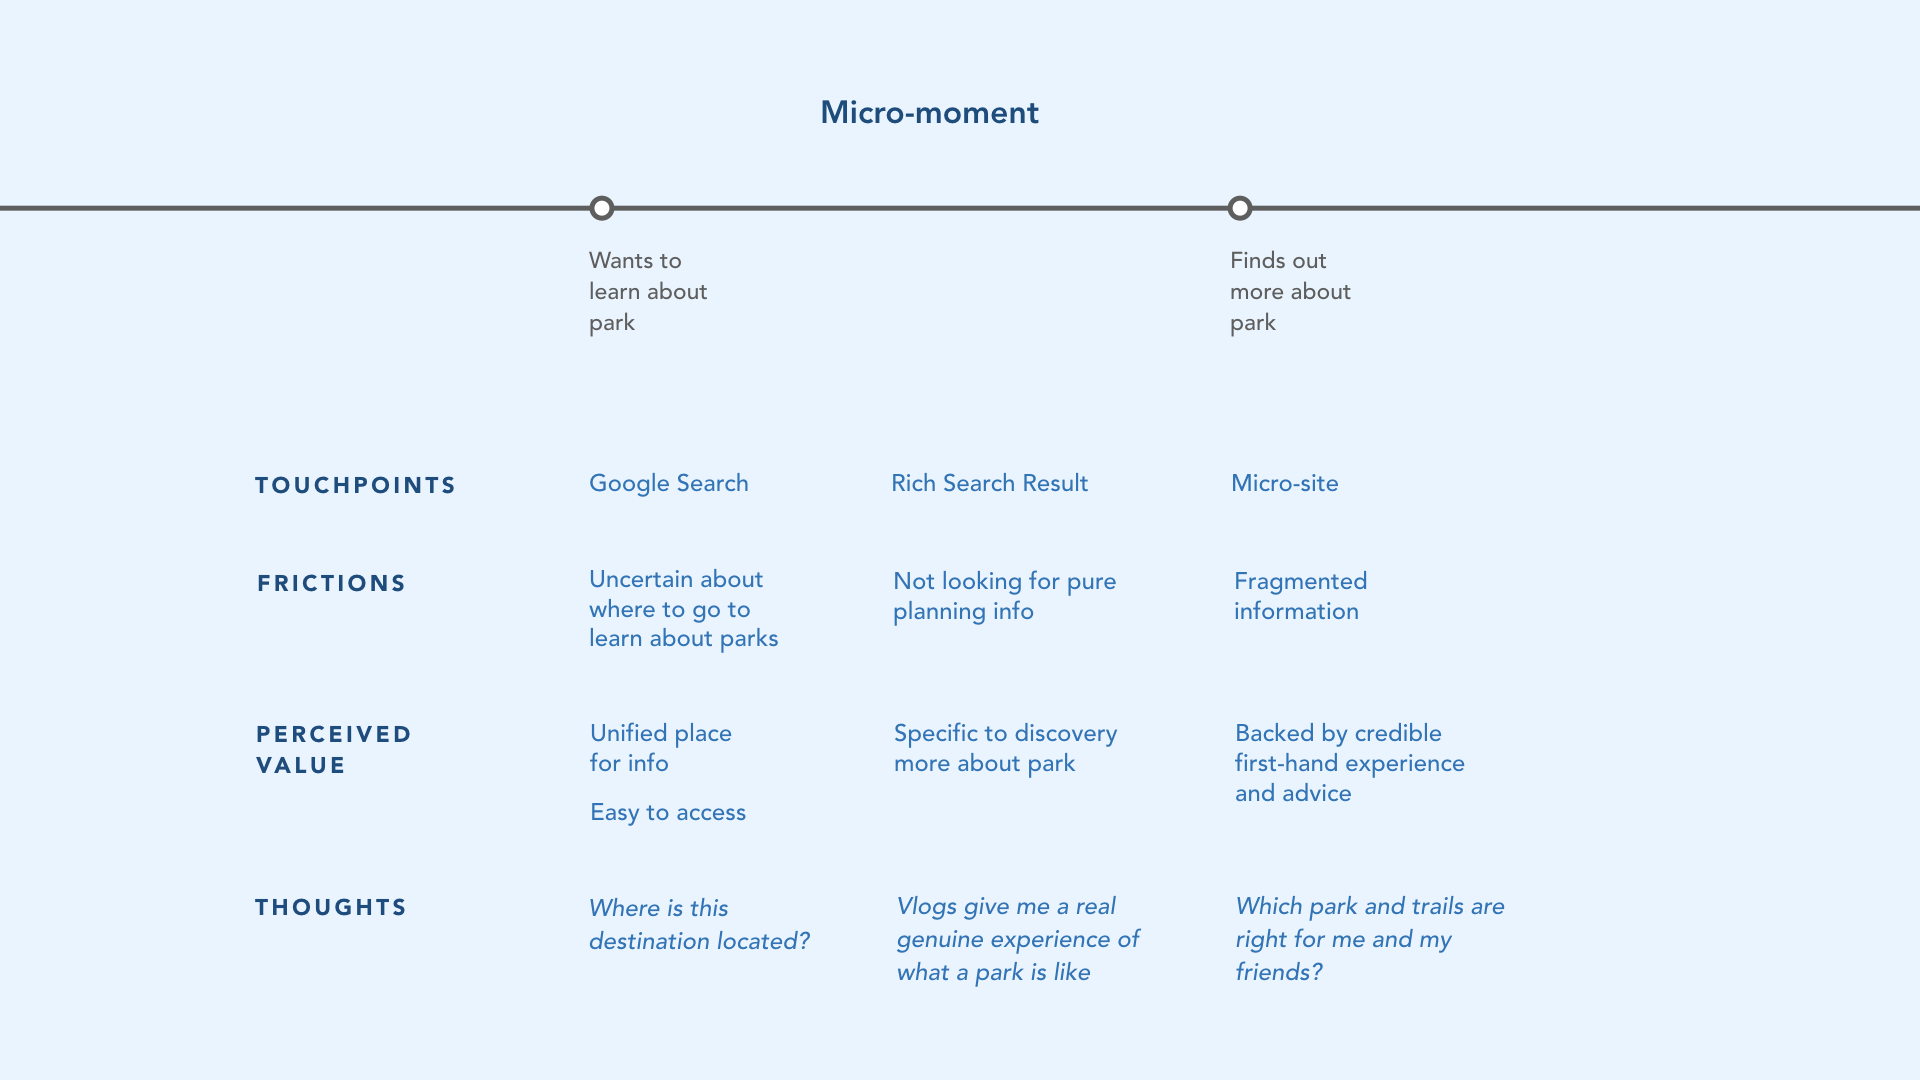 Micro-moment
Wants to
learn about
park
Finds out
more about
park
TOUCHPOINTS
Google Search
Rich Search Result
Micro-site
FRICTIONS
Uncertain about
where to go to
learn about parks
Not looking for pure
planning info
Fragmented
information
PERCEIVED
VALUE
Unified place
for info
Easy to access
Specific to discovery
more about park
Backed by credible
first-hand experience
and advice
THOUGHTS
Where is this
destination located?
Vlogs give me a real
genuine experience of
what a park is like
Which park and trails are
right for me and my
friends?